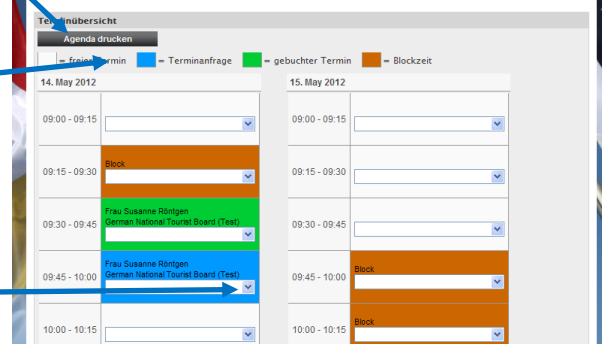 Terminübersicht
Agenda drucken
= freier Termin = Terminanfrage = gebuchter Termin = Blockzeit
14. May 2012 15. May 2012
09:00 - 09:15 09:00 - 09:15
Block
09:15 - 09:30 09:15 - 09:30
Frau Susanne Röntgen
German National Tourist Board (Test)
09:30 - 09:45 09:30 - 09:45
Frau Susanne Röntgen
German National Tourist Board (Test)
09:45 - 10:00 09:45 - 10:00 Block
10:00 - 10:15 10:00 - 10:15 Block